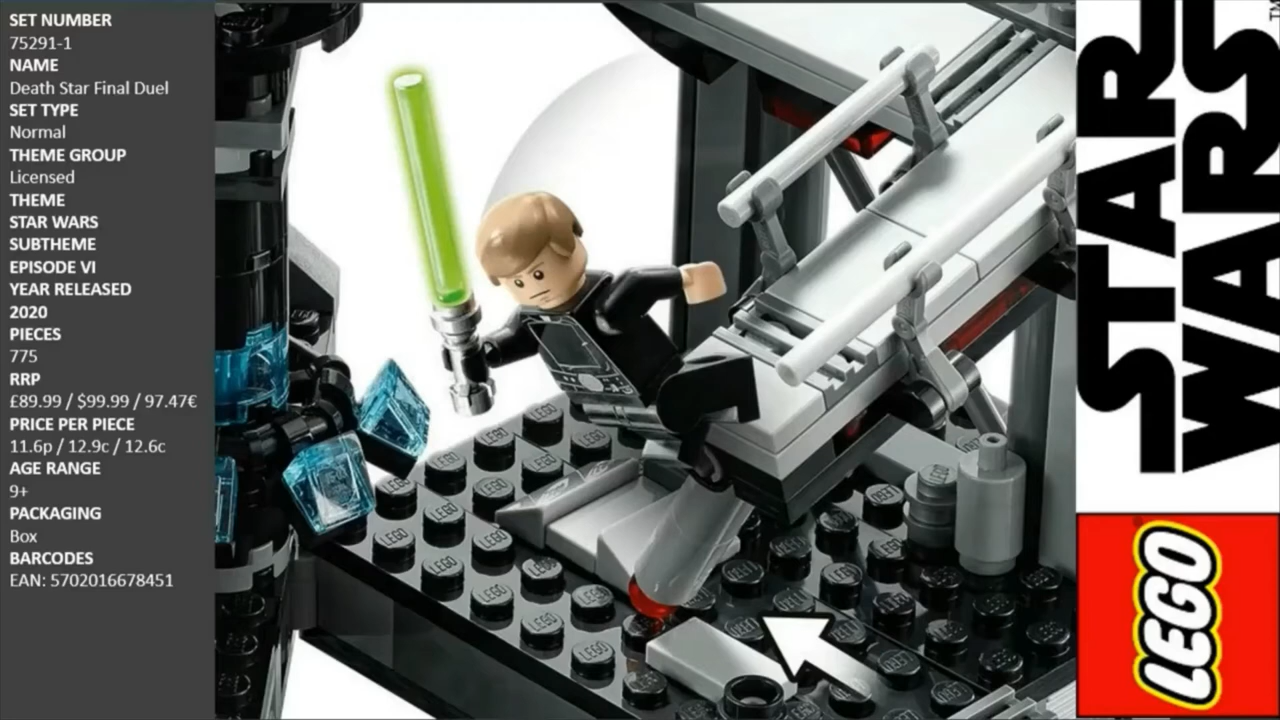 SET NUMBER
75291-1
NAME
Death Star Final Duel
SET TYPE
Normal
THEME GROUP
Licensed
THEME
STAR WARS
SUBTHEME
EPISODE VI
YEAR RELEASED
2020
PIECES
775
RRP
£89.99 / $99.99 / 97.47€
PRICE PER PIECE
11.6p / 12.9c / 12.6c
AGE RANGE
9+
PACKAGING
Box
BARCODES
EAN: 5702016678451
STAR
WARS
TM
LEGO